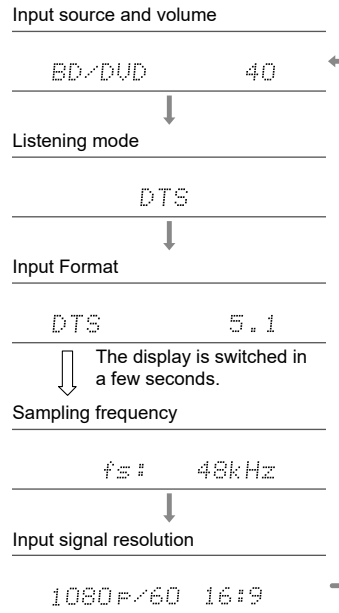 Input source and volume
BD/DVD 40
Listening mode
DTS
Input Format
DTS 5.1
The display is switched in
a few seconds.
Sampling frequency
fs: 48kHz
Input signal resolution
1080p/60 16:9